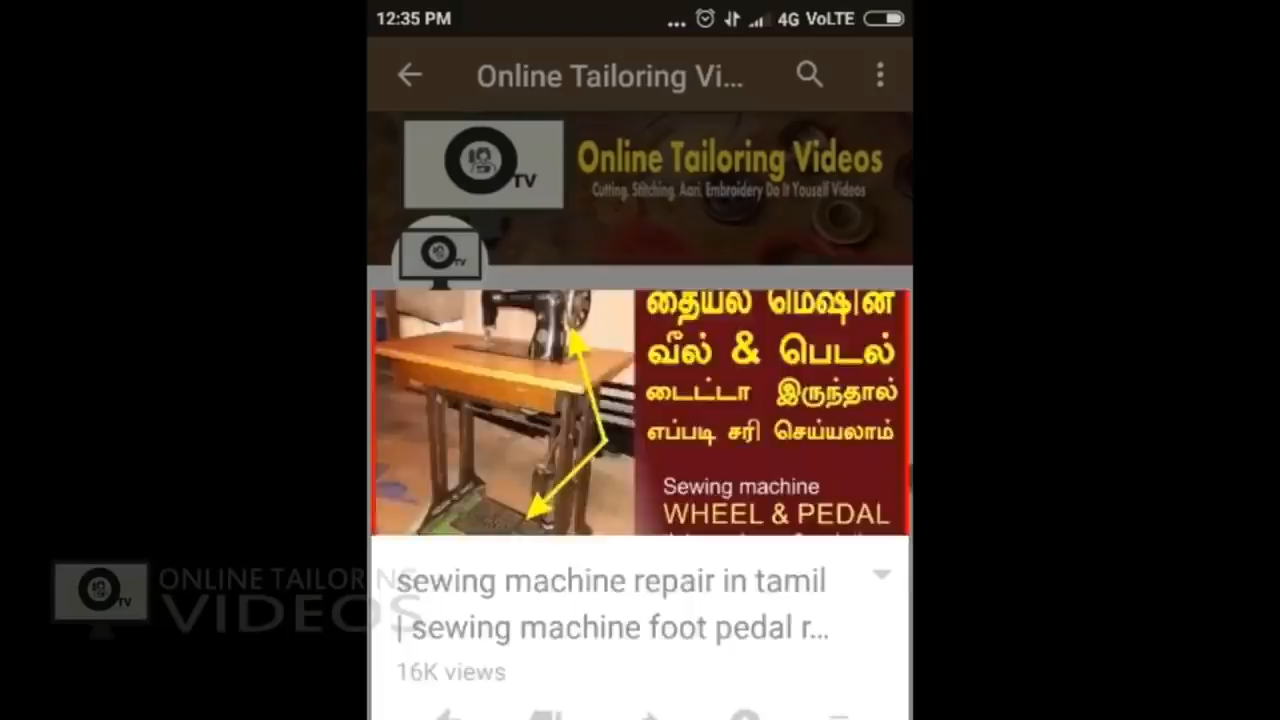 12:35 PM
... 4G VoLTE
Online Tailoring Vi...
TV
Online Tailoring Videos
Cutting, Stitching, Aari, Embroidery Do It Youself Videos
TV
தையல் மெஷின்
வீல் & பெடல்
டைட்டா இருந்தால்
எப்படி சரி செய்யலாம்
Sewing machine
WHEEL & PEDAL
sewing machine repair in tamil
| sewing machine foot pedal r...
16K views
TV
ONLINE TAILORING
VIDEOS